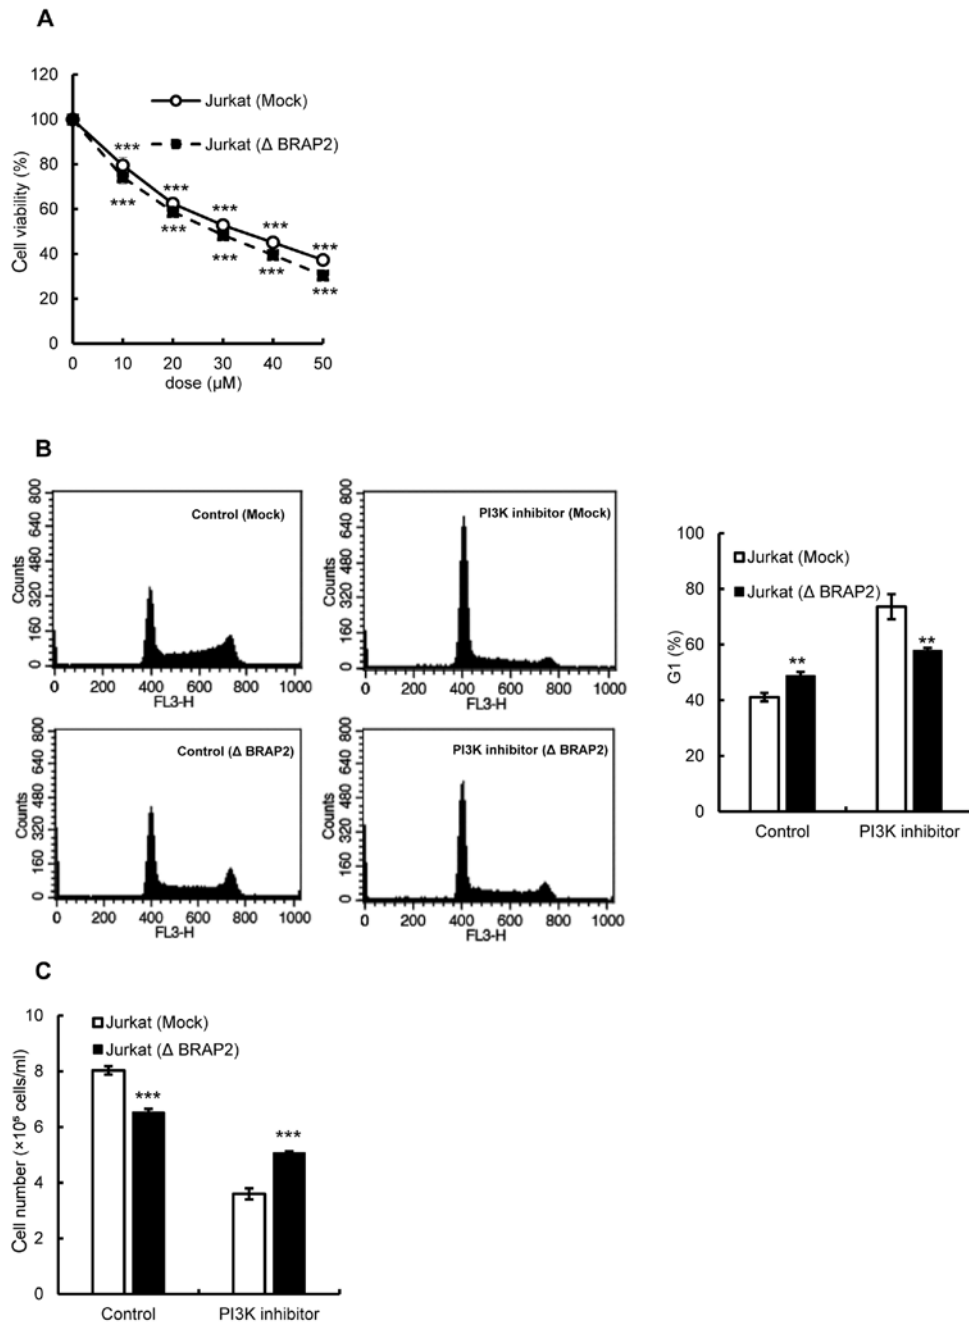 A
120
100
80
60
40
20
0
Cell viability (%)
Jurkat (Mock)
Jurkat (Δ BRAP2)
***
***
***
***
***
***
***
***
***
***
0 10 20 30 40 50
dose (µM)
B
800
640
480
320
160
0
Counts
Control (Mock)
0 200 400 600 800 1000
FL3-H
800
640
480
320
160
0
Counts
PI3K inhibitor (Mock)
0 200 400 600 800 1000
FL3-H
800
640
480
320
160
0
Counts
Control (Δ BRAP2)
0 200 400 600 800 1000
FL3-H
800
640
480
320
160
0
Counts
PI3K inhibitor (Δ BRAP2)
0 200 400 600 800 1000
FL3-H
100
80
60
40
20
0
G1 (%)
Jurkat (Mock)
Jurkat (Δ BRAP2)
**
**
Control PI3K inhibitor
C
10
8
6
4
2
0
Cell number (×10⁵ cells/ml)
Jurkat (Mock)
Jurkat (Δ BRAP2)
***
***
Control PI3K inhibitor